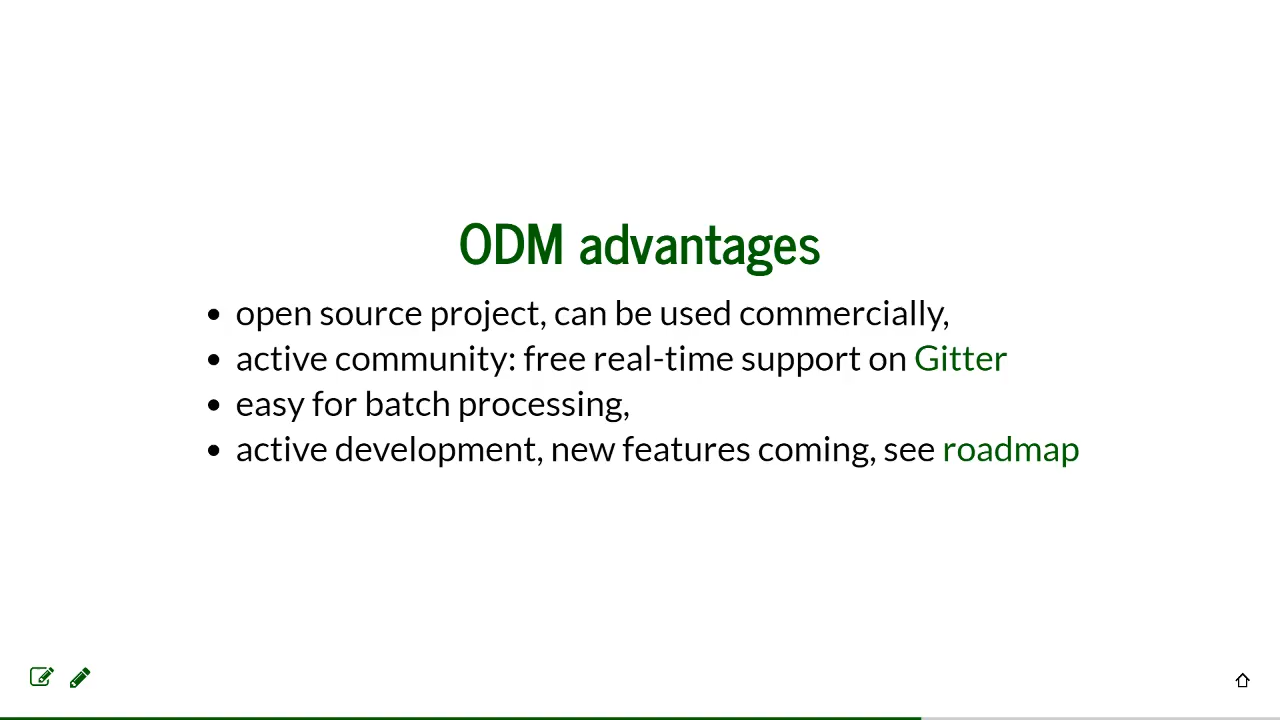 ODM advantages
• open source project, can be used commercially,
• active community: free real-time support on Gitter
• easy for batch processing,
• active development, new features coming, see roadmap